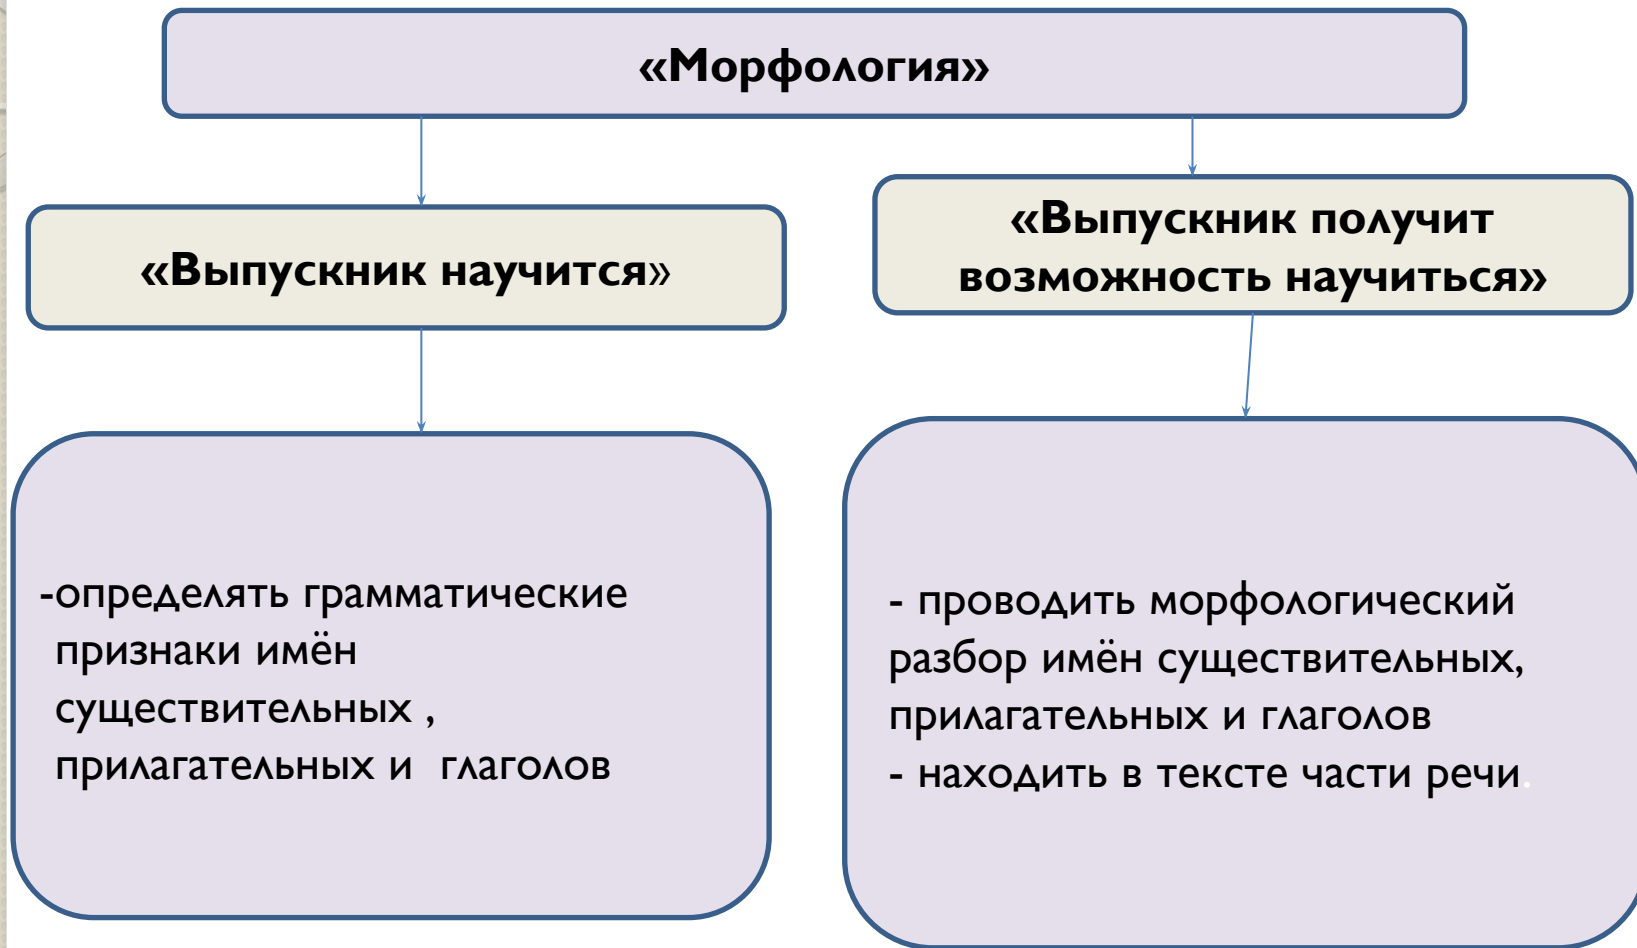 «Морфология»
«Выпускник научится»
«Выпускник получит
возможность научиться»
-определять грамматические
признаки имён
существительных ,
прилагательных и  глаголов
- проводить морфологический
разбор имён существительных,
прилагательных и глаголов
- находить в тексте части речи.